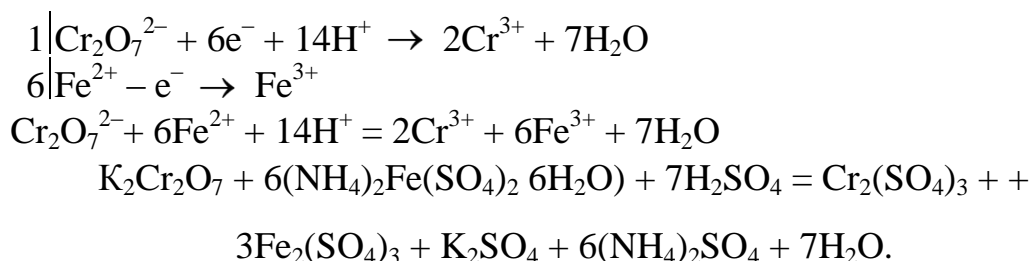 1|Cr₂O₇²⁻ + 6e⁻ + 14H⁺ → 2Cr³⁺ + 7H₂O
6|Fe²⁺ – e⁻ → Fe³⁺
Cr₂O₇²⁻+ 6Fe²⁺ + 14H⁺ = 2Cr³⁺ + 6Fe³⁺ + 7H₂O
К₂Cr₂O₇ + 6(NH₄)₂Fe(SO₄)₂ 6H₂O) + 7H₂SO₄ = Cr₂(SO₄)₃ + +
3Fe₂(SO₄)₃ + K₂SO₄ + 6(NH₄)₂SO₄ + 7H₂O.